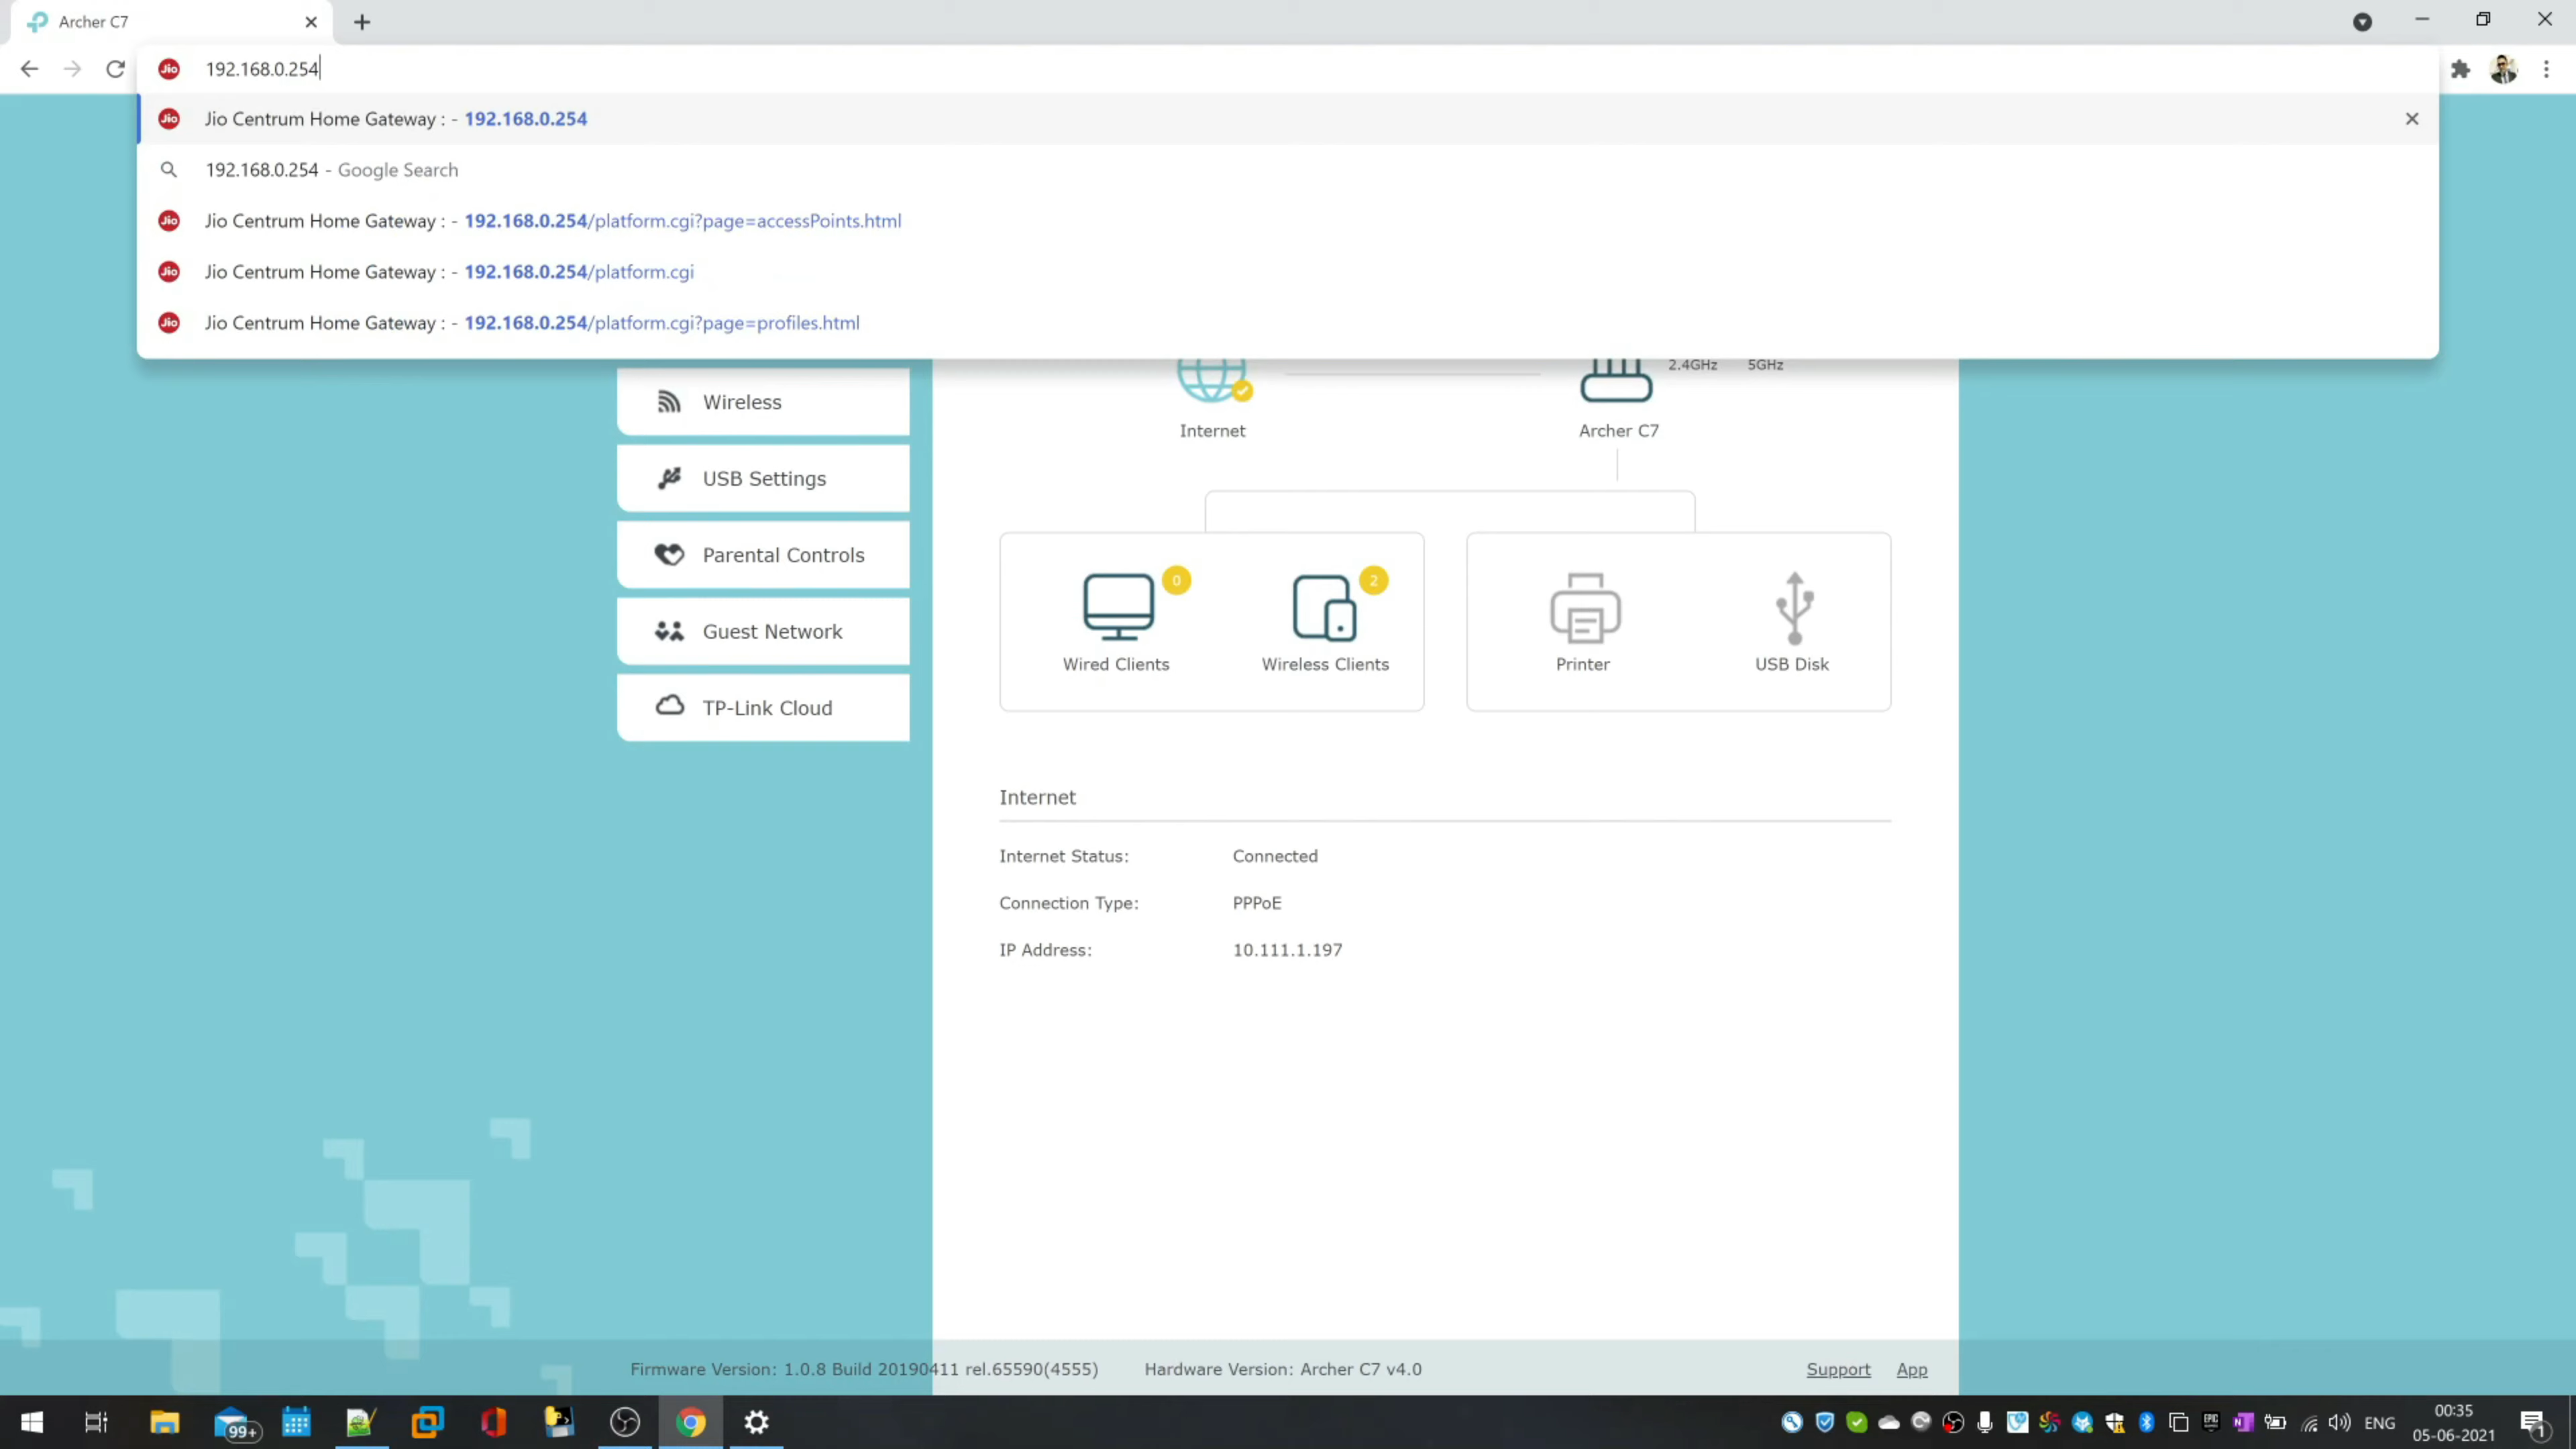 Archer C7
Jio 192.168.0.254
Jio Jio Centrum Home Gateway : - 192.168.0.254
192.168.0.254 - Google Search
Jio Jio Centrum Home Gateway : - 192.168.0.254/platform.cgi?page=accessPoints.html
Jio Jio Centrum Home Gateway : - 192.168.0.254/platform.cgi
Jio Jio Centrum Home Gateway : - 192.168.0.254/platform.cgi?page=profiles.html
2.4GHz 5GHz
Wireless
Internet Archer C7
USB Settings
Parental Controls
0 2
Guest Network
Wired Clients Wireless Clients Printer USB Disk
TP-Link Cloud
Internet
Internet Status: Connected
Connection Type: PPPoE
IP Address: 10.111.1.197
Firmware Version: 1.0.8 Build 20190411 rel.65590(4555) Hardware Version: Archer C7 v4.0 Support App
99+
ENG
00:35
05-06-2021
1